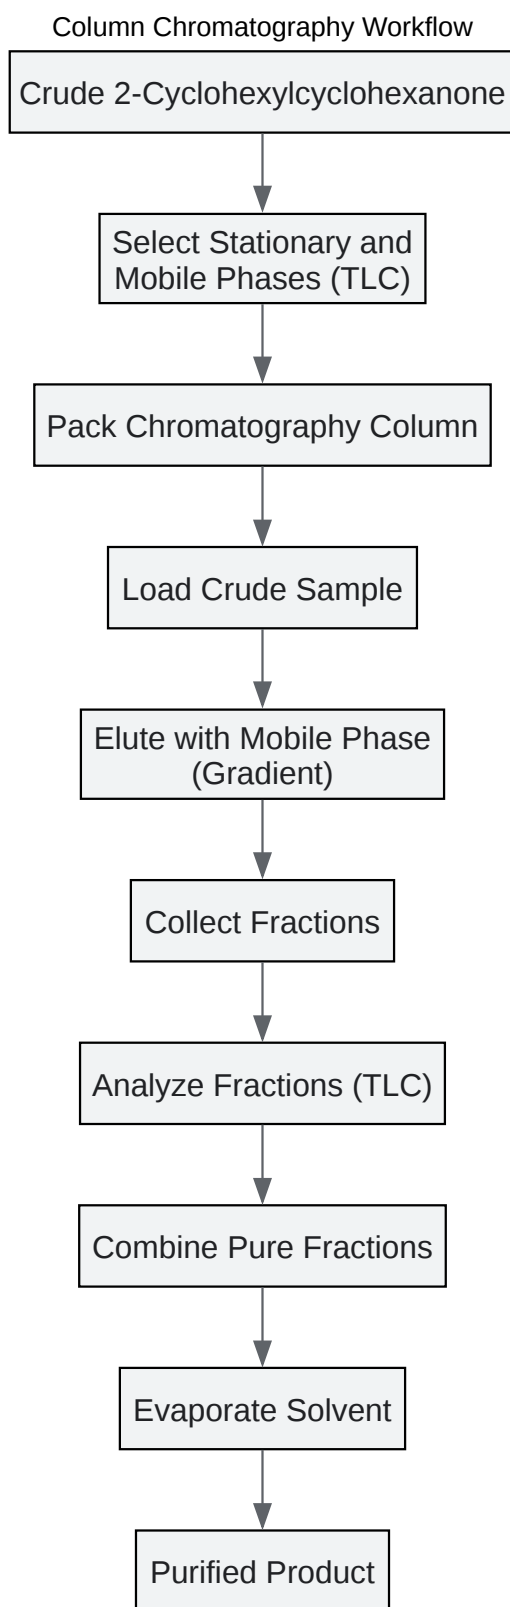 Column Chromatography Workflow
Crude 2-Cyclohexylcyclohexanone
Select Stationary and
Mobile Phases (TLC)
Pack Chromatography Column
Load Crude Sample
Elute with Mobile Phase
(Gradient)
Collect Fractions
Analyze Fractions (TLC)
Combine Pure Fractions
Evaporate Solvent
Purified Product